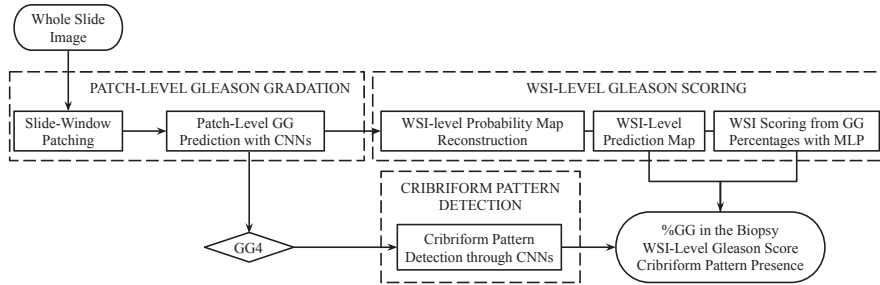 Whole Slide
Image
PATCH-LEVEL GLEASON GRADATION
Slide-Window
Patching
Patch-Level GG
Prediction with CNNs
WSI-LEVEL GLEASON SCORING
WSI-level Probability Map
Reconstruction
WSI-Level
Prediction Map
WSI Scoring from GG
Percentages with MLP
CRIBRIFORM PATTERN
DETECTION
GG4
Cribriform Pattern
Detection through CNNs
%GG in the Biopsy
WSI-Level Gleason Score
Cribriform Pattern Presence